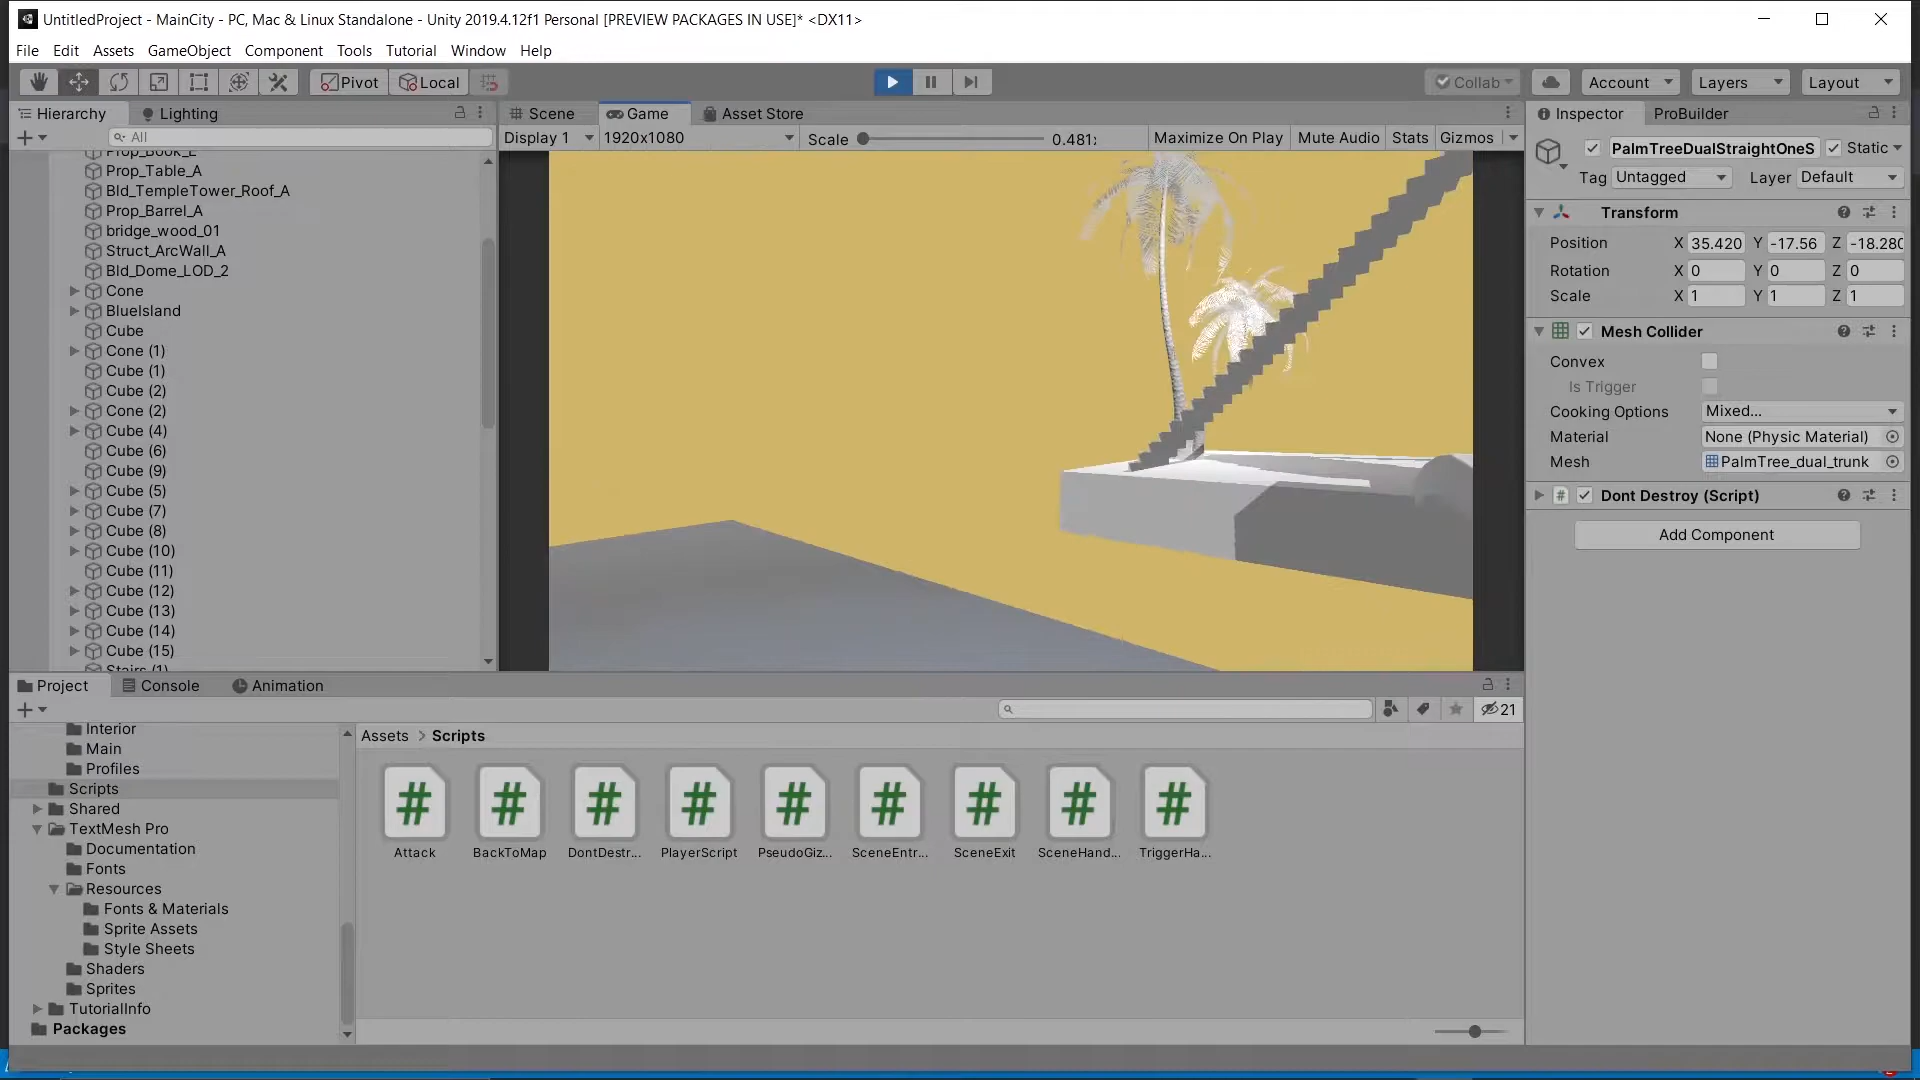 UntitledProject - MainCity - PC, Mac & Linux Standalone - Unity 2019.4.12f1 Personal [PREVIEW PACKAGES IN USE]* <DX11>
File Edit Assets GameObject Component Tools Tutorial Window Help
Pivot Local Collab Account Layers Layout
Hierarchy Lighting
All
Prop_Book_E
Prop_Table_A
Bld_TempleTower_Roof_A
Prop_Barrel_A
bridge_wood_01
Struct_ArcWall_A
Bld_Dome_LOD_2
Cone
BlueIsland
Cube
Cone (1)
Cube (1)
Cube (2)
Cone (2)
Cube (4)
Cube (6)
Cube (9)
Cube (5)
Cube (7)
Cube (8)
Cube (10)
Cube (11)
Cube (12)
Cube (13)
Cube (14)
Cube (15)
Stairs (1)
Scene Game Asset Store
Display 1 1920x1080 Scale 0.481 Maximize On Play Mute Audio Stats Gizmos
Inspector ProBuilder
PalmTreeDualStraightOneS Static
Tag Untagged Layer Default
Transform
Position X 35.420 Y -17.56 Z -18.280
Rotation X 0 Y 0 Z 0
Scale X 1 Y 1 Z 1
Mesh Collider
Convex
Is Trigger
Cooking Options Mixed...
Material None (Physic Material)
Mesh PalmTree_dual_trunk
# Dont Destroy (Script)
Add Component
Project Console Animation
21
Interior
Main
Profiles
Scripts
Shared
TextMesh Pro
Documentation
Fonts
Resources
Fonts & Materials
Sprite Assets
Style Sheets
Shaders
Sprites
TutorialInfo
Packages
Assets > Scripts
# # # # # # # # #
Attack BackToMap DontDestr... PlayerScript PseudoGiz... SceneEntr... SceneExit SceneHand... TriggerHa...